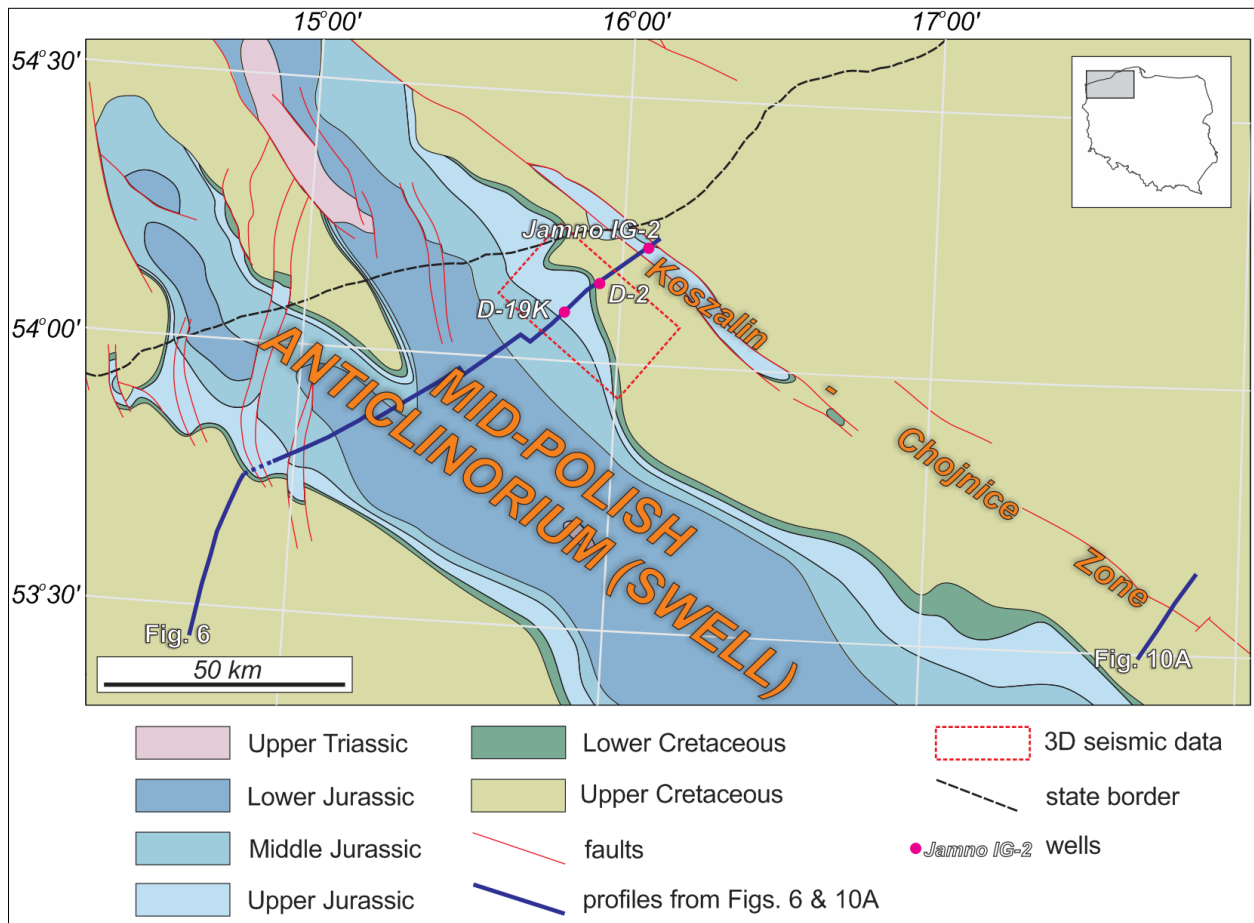 15°00' 16°00' 17°00'
54°30'
54°00'
53°30'
Jamno IG-2
D-2
D-19K
Koszalin
-
Chojnice
Zone
MID-POLISH
ANTICLINORIUM (SWELL)
Fig. 6
Fig. 10A
50 km
Upper Triassic
Lower Jurassic
Middle Jurassic
Upper Jurassic
Lower Cretaceous
Upper Cretaceous
faults
profiles from Figs. 6 & 10A
3D seismic data
state border
Jamno IG-2 wells